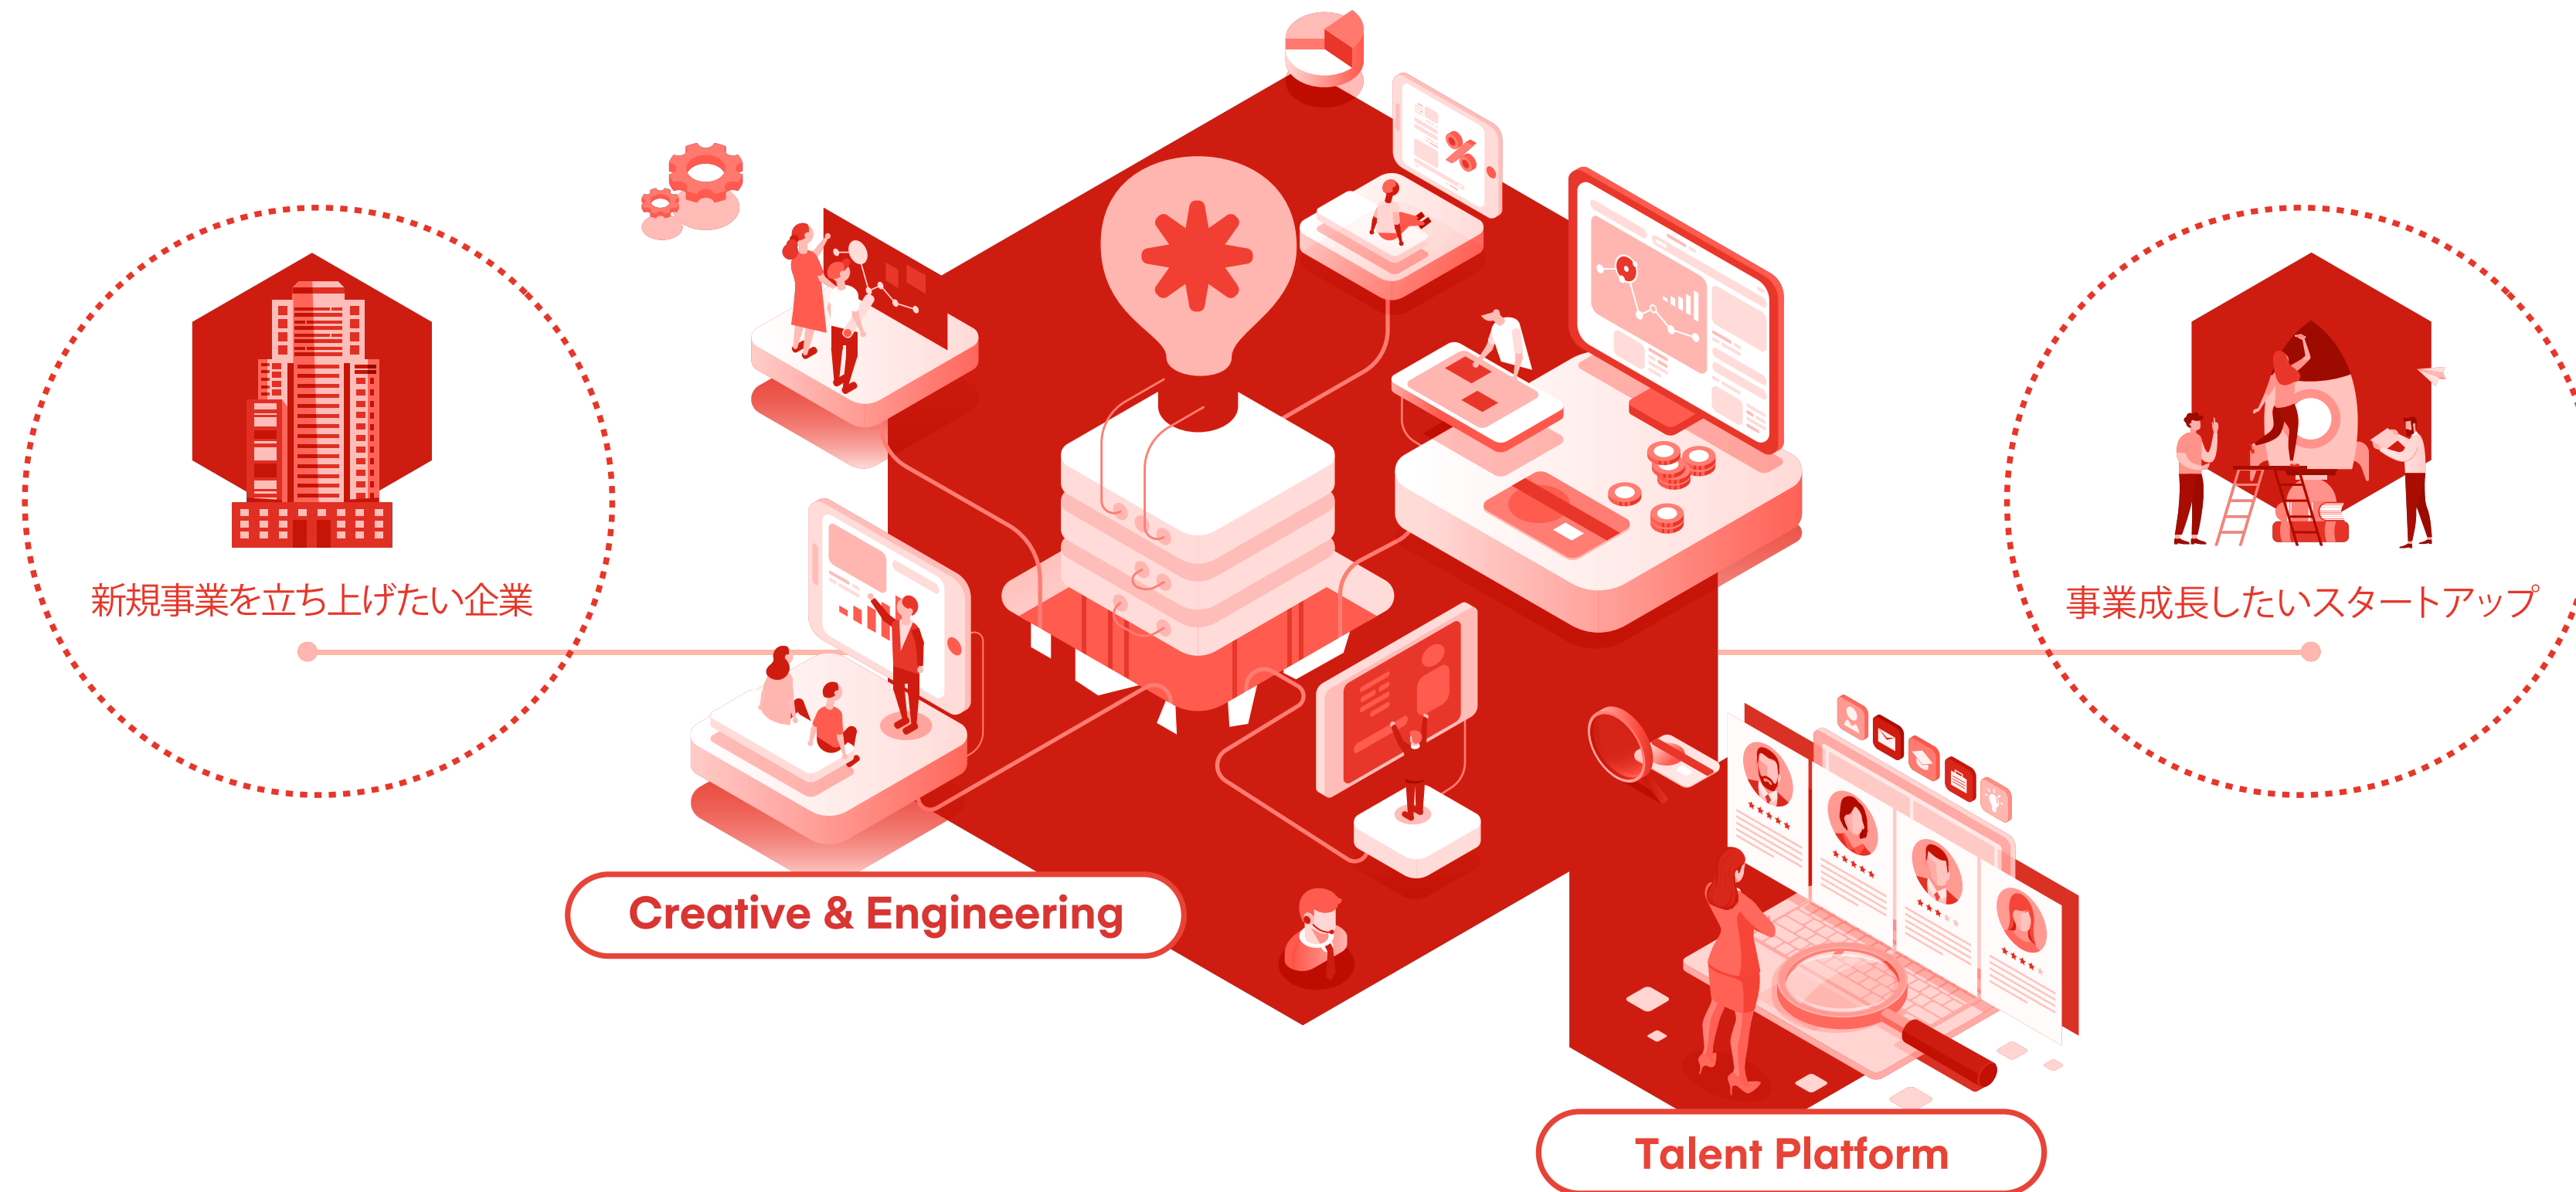 新規事業を立ち上げたい企業
事業成長したいスタートアップ
Creative & Engineering
Talent Platform